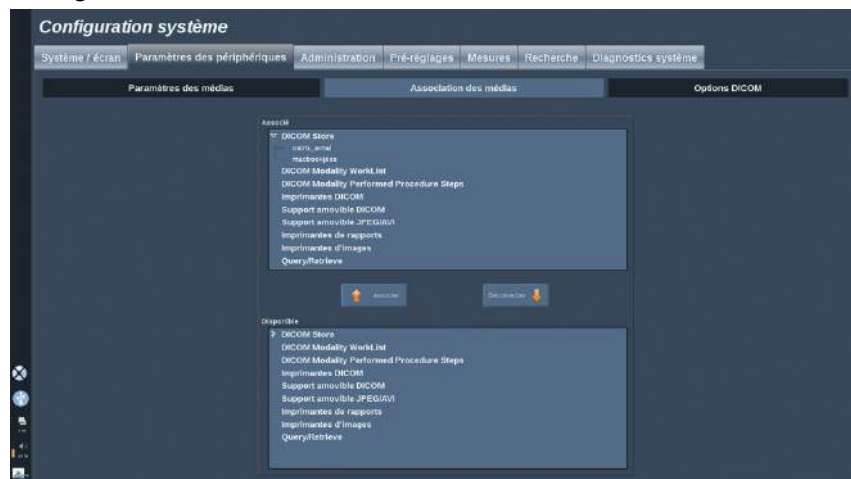 Configuration système
Système / écran Paramètres des périphériques Administration Pré-réglages Mesures Recherche Diagnostics système
Paramètres des médias Association des médias Options DICOM
Associé
DICOM Store
DICOM Modality WorkList
DICOM Modality Performed Procedure Steps
Imprimantes DICOM
Support amovible DICOM
Support amovible JPEG/AVI
Imprimantes de rapports
Imprimantes d'images
Query/Retrieve
Associer Déconnecter
Disponible
DICOM Store
DICOM Modality WorkList
DICOM Modality Performed Procedure Steps
Imprimantes DICOM
Support amovible DICOM
Support amovible JPEG/AVI
Imprimantes de rapports
Imprimantes d'images
Query/Retrieve